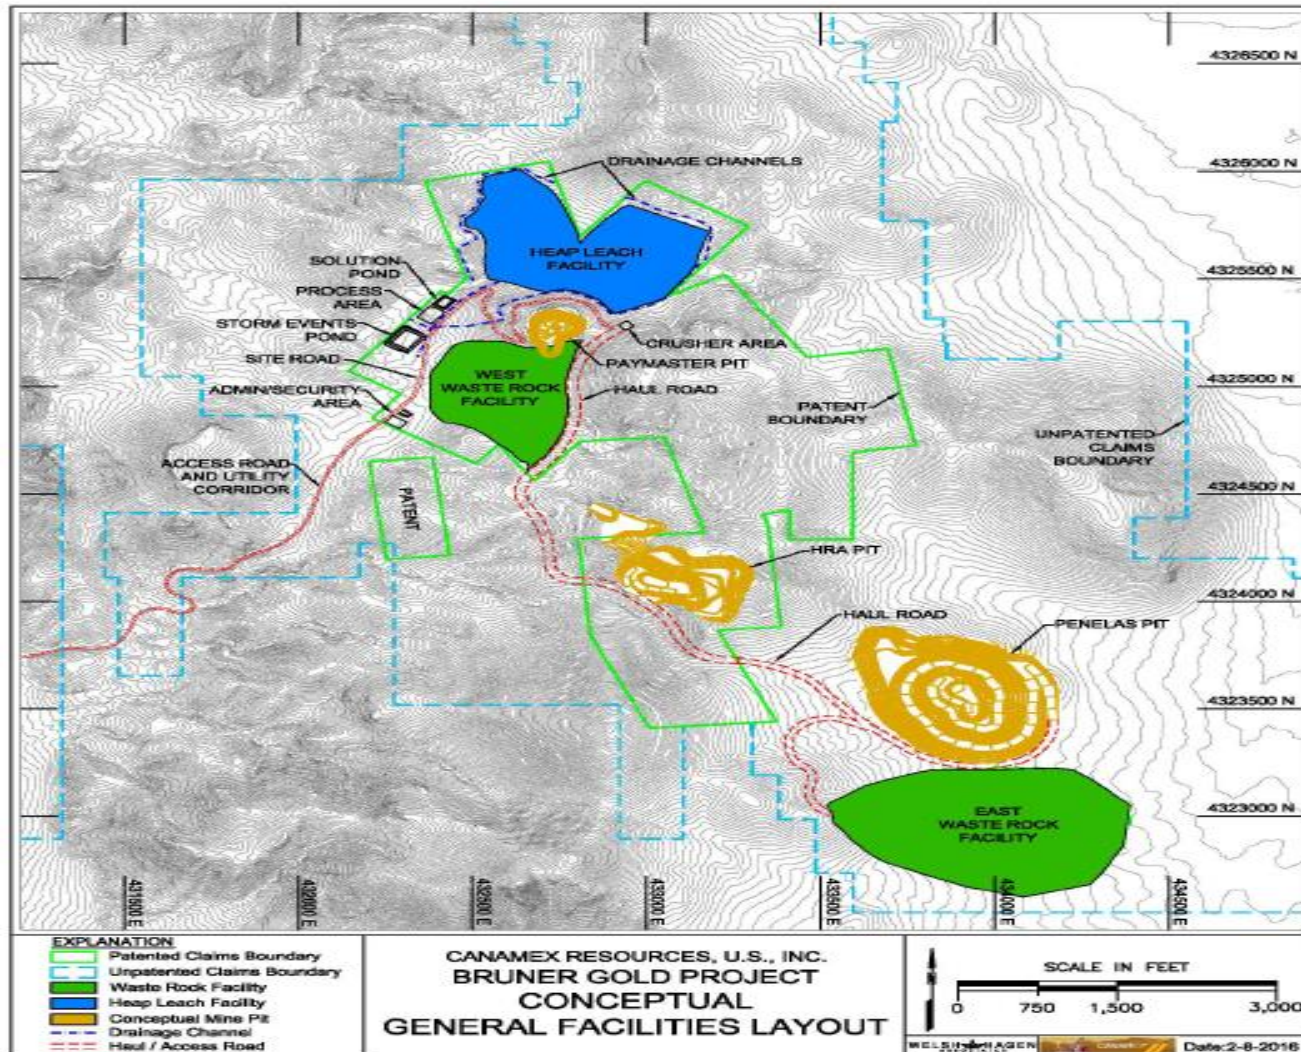 4326500 N
DRAINAGE CHANNELS
4326000 N
HEAP LEACH
FACILITY
SOLUTION
POND
4325500 N
PROCESS
AREA
STORM EVENTS
POND
CRUSHER AREA
SITE ROAD
PAYMASTER PIT
WEST
WASTE ROCK
FACILITY
HAUL ROAD
4325000 N
ADMIN/SECURITY
AREA
PATENT
BOUNDARY
UNPATENTED
CLAIMS
BOUNDARY
ACCESS ROAD
AND UTILITY
CORRIDOR
4324500 N
PATENT
HRA PIT
4324000 N
HAUL ROAD
PENELAS PIT
4323500 N
EAST
WASTE ROCK
FACILITY
4323000 N
431500 E
432000 E
432500 E
433000 E
433500 E
434000 E
434500 E
EXPLANATION
Patented Claims Boundary
Unpatented Claims Boundary
Waste Rock Facility
Heap Leach Facility
Conceptual Mine Pit
Drainage Channel
Haul / Access Road
CANAMEX RESOURCES, U.S., INC.
BRUNER GOLD PROJECT
CONCEPTUAL
GENERAL FACILITIES LAYOUT
SCALE IN FEET
0 750 1,500 3,000
WELSH HAGEN
Date:2-8-2016